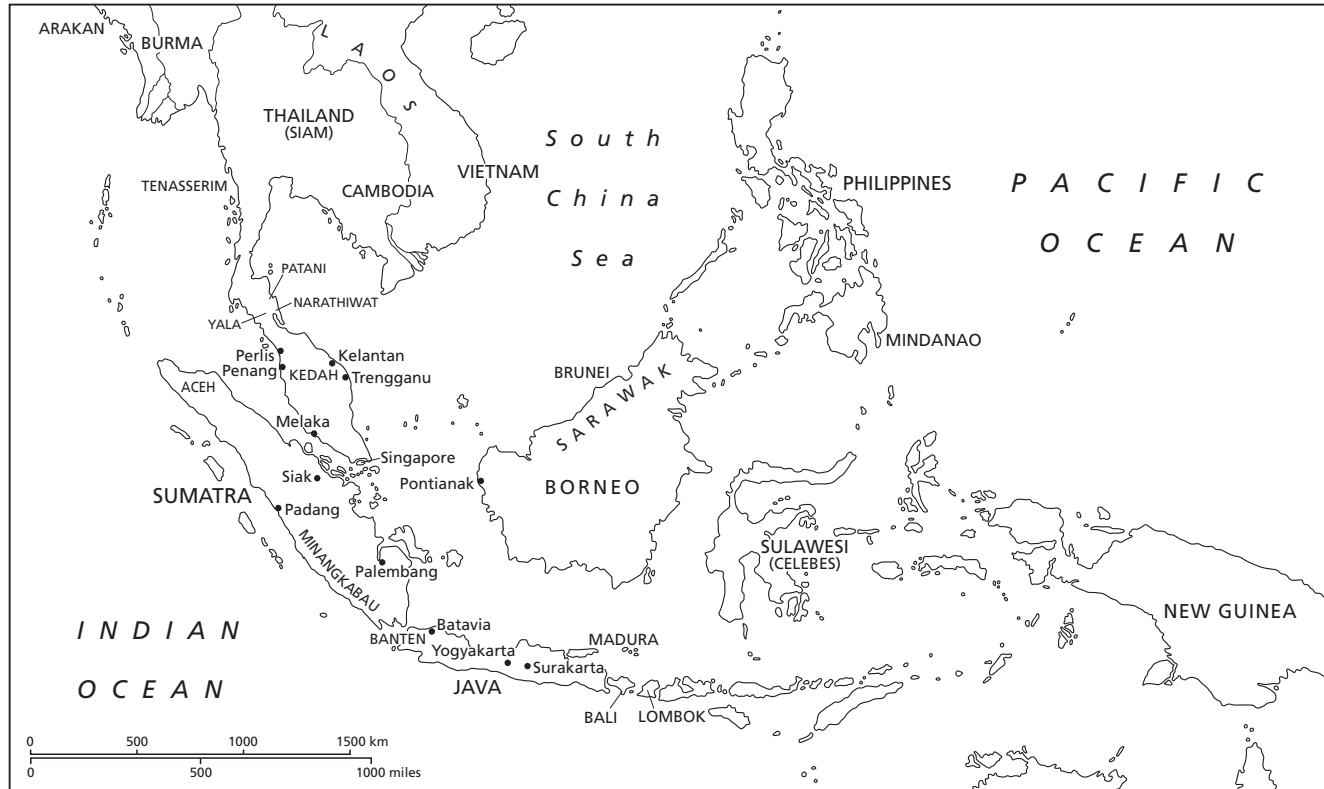 ARAKAN
BURMA
LAOS
THAILAND
(SIAM)
South
China
Sea
VIETNAM
TENASSERIM
CAMBODIA
PHILIPPINES
PACIFIC
OCEAN
PATANI
NARATHIWAT
YALA
MINDANAO
Perlis
Penang
KEDAH
Kelantan
Trengganu
BRUNEI
SARAWAK
ACEH
Melaka
Singapore
Siak
Pontianak
BORNEO
SUMATRA
Padang
MINANGKABAU
Palembang
SULAWESI
(CELEBES)
NEW GUINEA
INDIAN
OCEAN
Batavia
BANTEN
Yogyakarta
MADURA
Surakarta
JAVA
BALI
LOMBOK
0 500 1000 1500 km
0 500 1000 miles